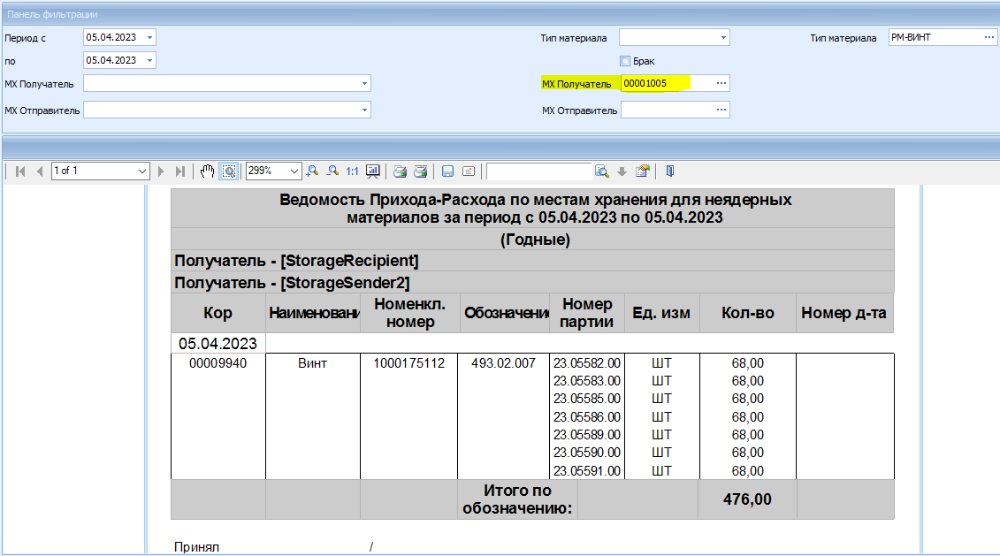 Панель фильтрации
Период с 05.04.2023 Тип материала Тип материала РМ-ВИНТ ...
по 05.04.2023 Брак
МХ Получатель МХ Получатель 00001005 ...
МХ Отправитель МХ Отправитель ...
1 of 1 299% 1:1
Ведомость Прихода-Расхода по местам хранения для неядерных
материалов за период с 05.04.2023 по 05.04.2023
(Годные)
Получатель - [StorageRecipient]
Получатель - [StorageSender2]
Кор Наименовани Номенкл. номер Обозначени Номер партии Ед. изм Кол-во Номер д-та
05.04.2023
00009940 Винт 1000175112 493.02.007 23.05582.00 ШТ 68,00
23.05583.00 ШТ 68,00
23.05585.00 ШТ 68,00
23.05586.00 ШТ 68,00
23.05589.00 ШТ 68,00
23.05590.00 ШТ 68,00
23.05591.00 ШТ 68,00
Итого по обозначению: 476,00
Принял /